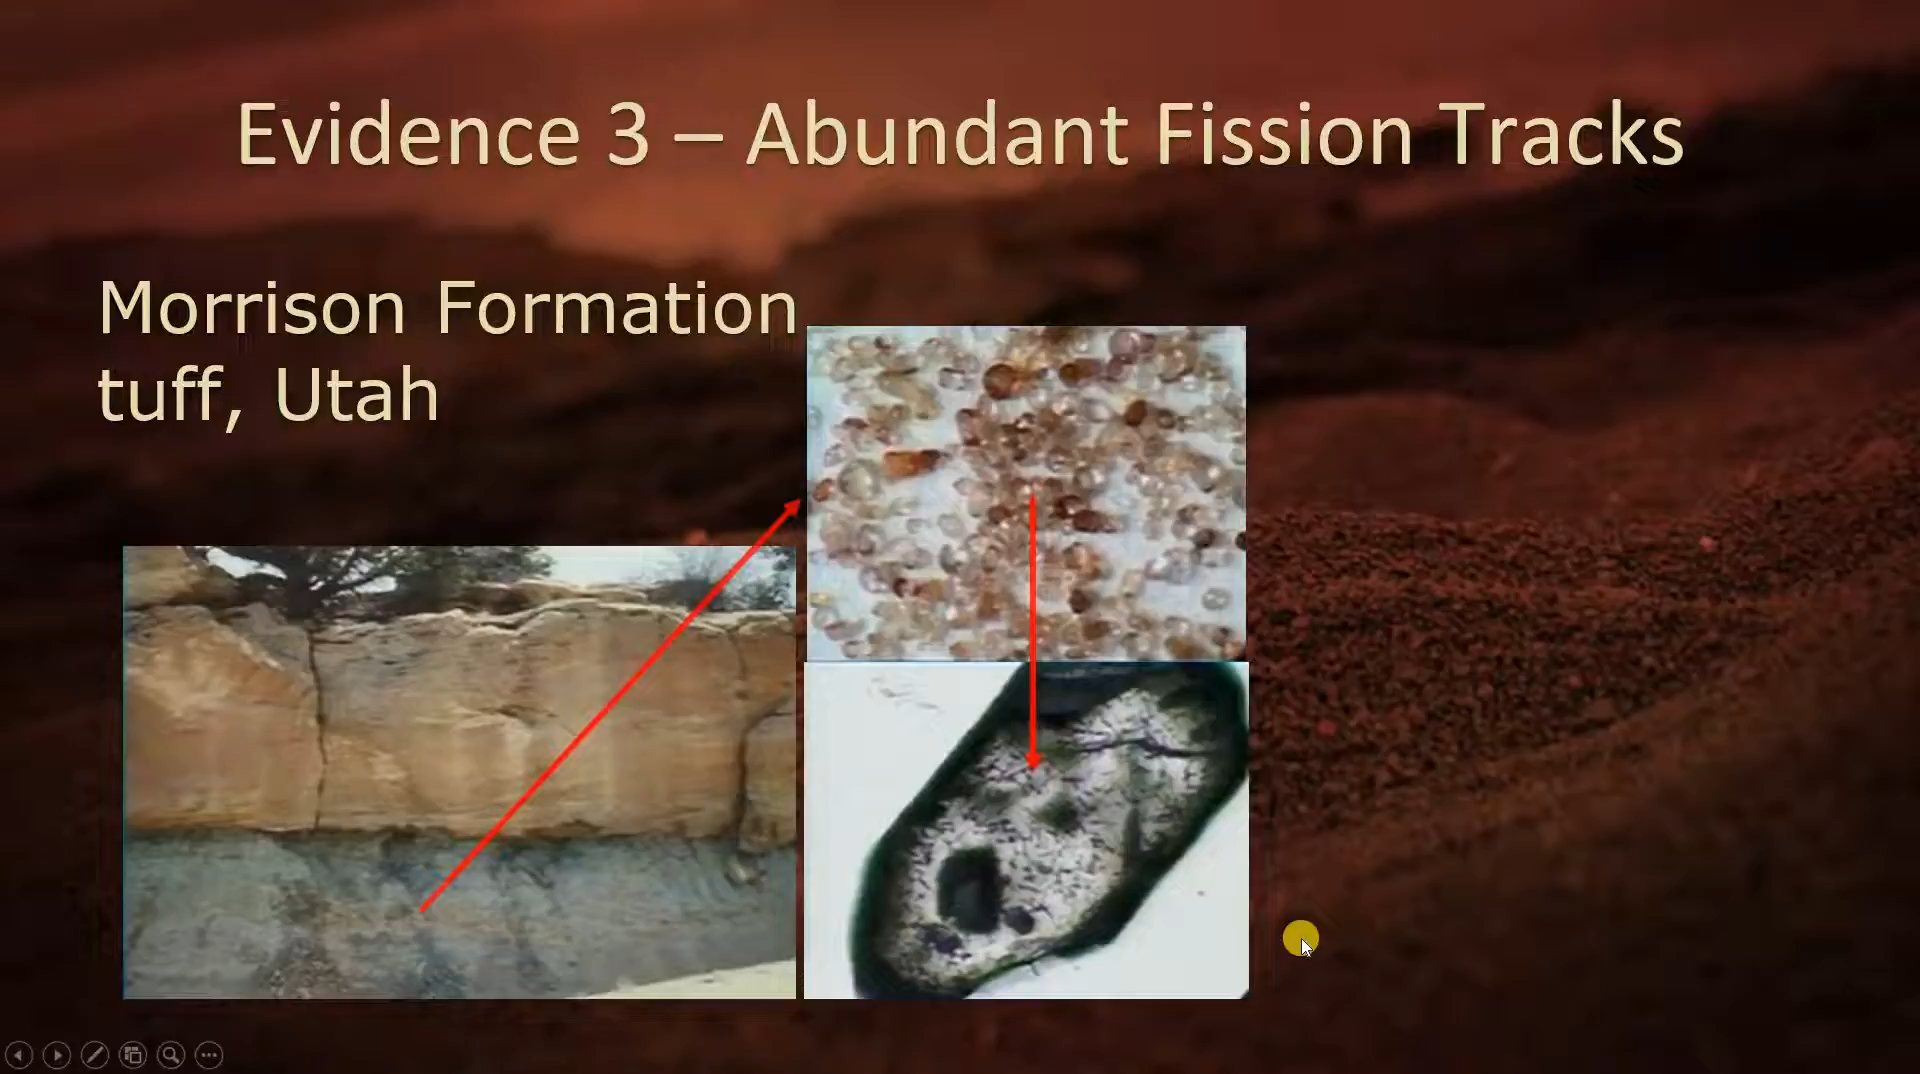 Evidence 3 – Abundant Fission Tracks
Morrison Formation
tuff, Utah